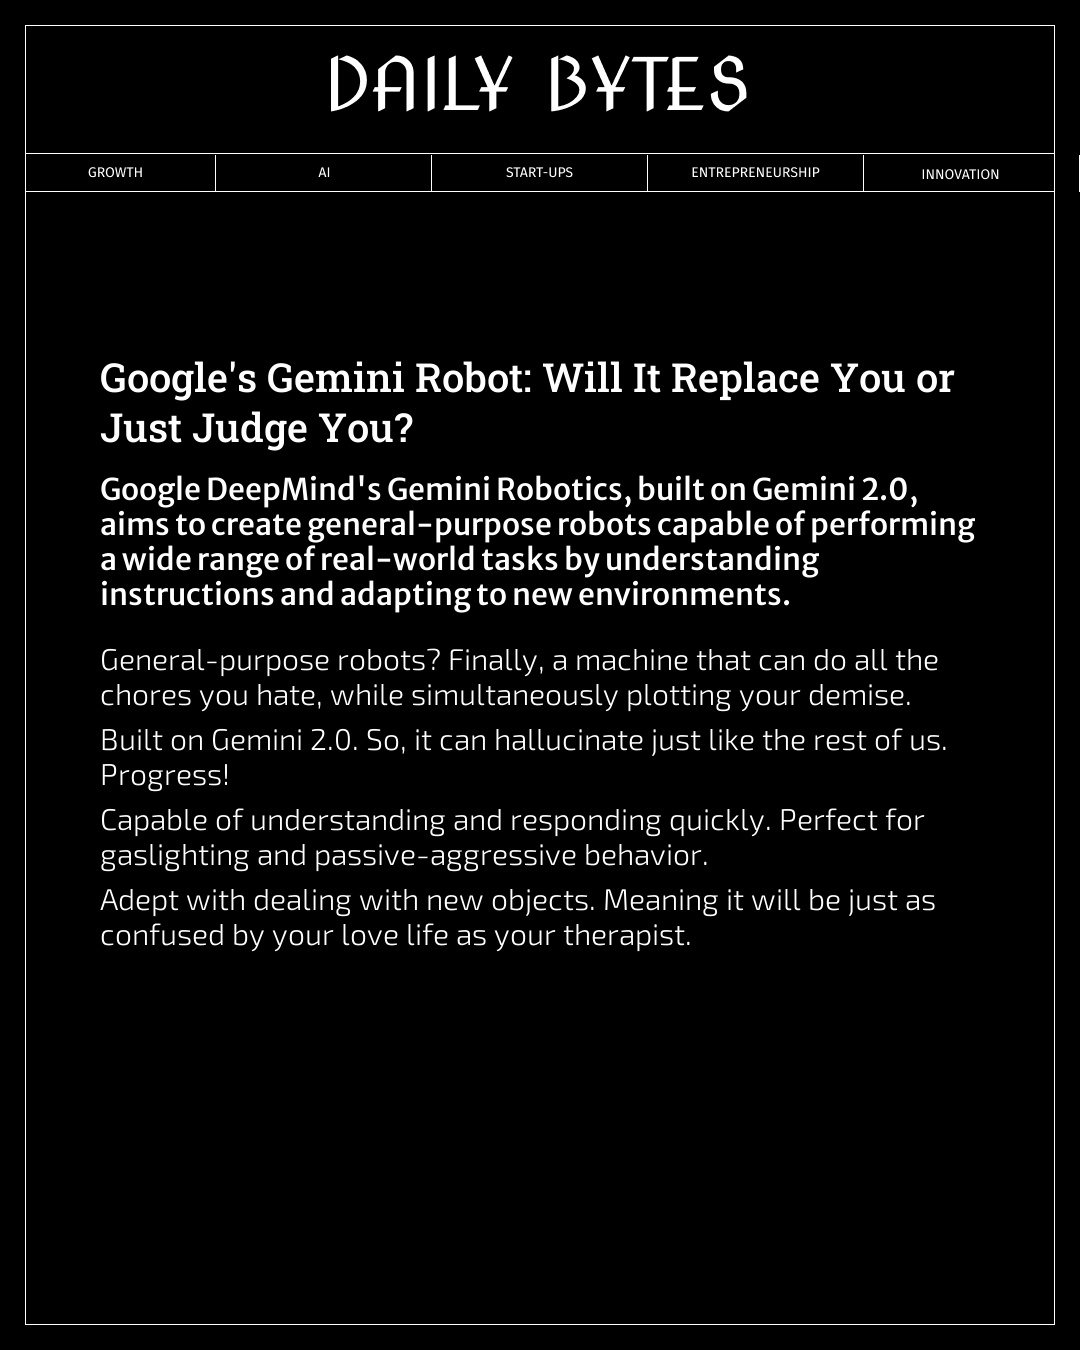 DAILY BYTES
GROWTH
AI
START-UPS
ENTREPRENEURSHIP
INNOVATION
Google's Gemini Robot: Will It Replace You or
Just Judge You?
Google DeepMind's Gemini Robotics, built on Gemini 2.0,
aims to create general-purpose robots capable of performing
a wide range of real-world tasks by understanding
instructions and adapting to new environments.
General-purpose robots? Finally, a machine that can do all the
chores you hate, while simultaneously plotting your demise.
Built on Gemini 2.0. So, it can hallucinate just like the rest of us.
Progress!
Capable of understanding and responding quickly. Perfect for
gaslighting and passive-aggressive behavior.
Adept with dealing with new objects. Meaning it will be just as
confused by your love life as your therapist.